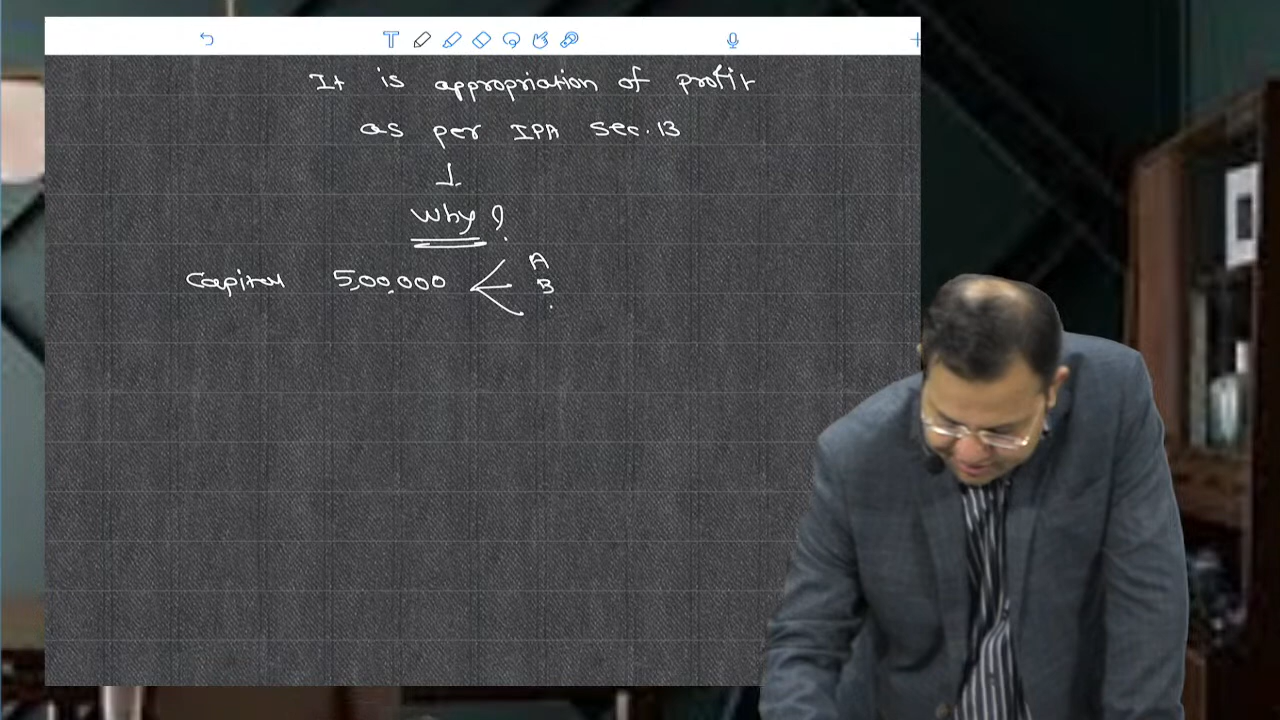 It is appropriation of profit
as per IPA sec. 13
Why ?
Capital 5,00,000
A
B